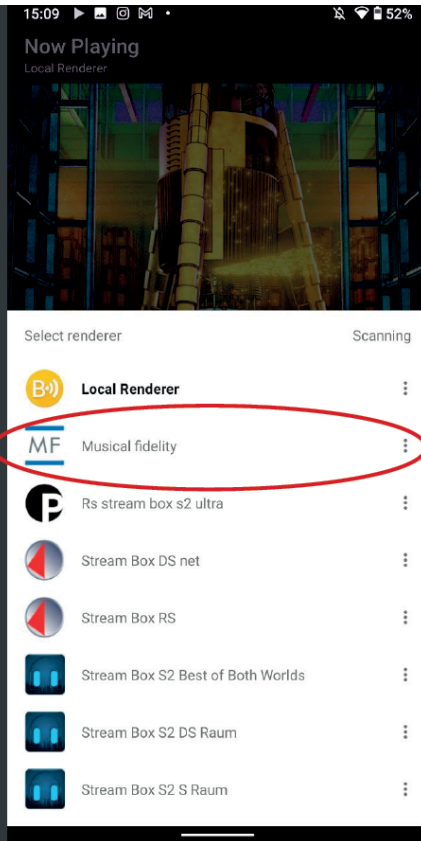 15:09 52%
Now Playing
Local Renderer
Select renderer Scanning
B Local Renderer
MF Musical fidelity
P Rs stream box s2 ultra
Stream Box DS net
Stream Box RS
Stream Box S2 Best of Both Worlds
Stream Box S2 DS Raum
Stream Box S2 S Raum